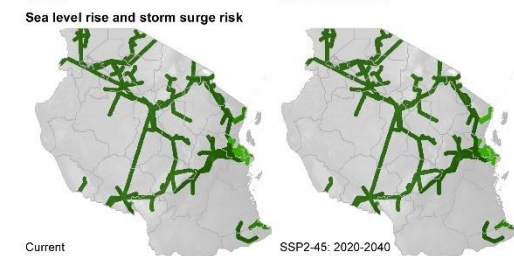 Sea level rise and storm surge risk
Current
SSP2-45: 2020-2040